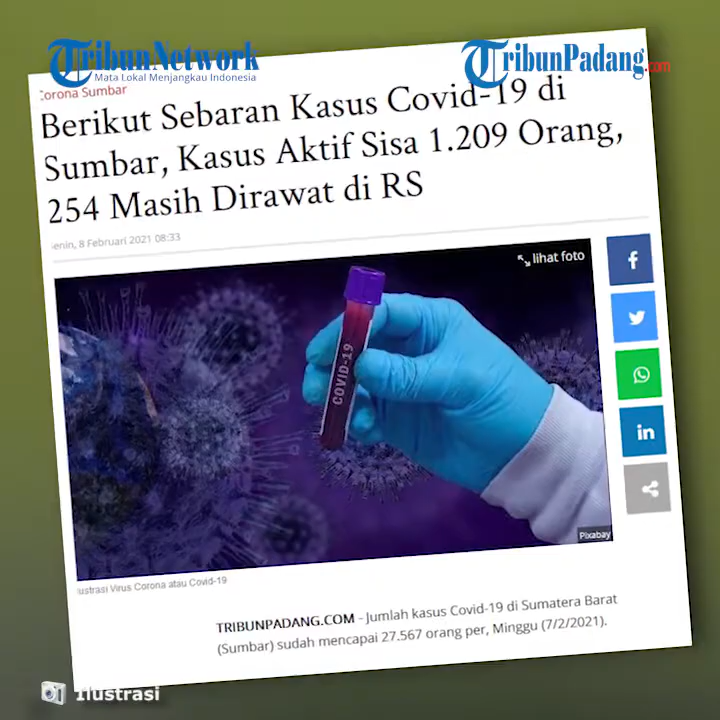 TribunNetwork
Mata Lokal Menjangkau Indonesia
TribunPadang.com
Corona Sumbar
Berikut Sebaran Kasus Covid-19 di
Sumbar, Kasus Aktif Sisa 1.209 Orang,
254 Masih Dirawat di RS
Senin, 8 Februari 2021 08:33
lihat foto
COVID-19
Pixabay
lustrasi Virus Corona atau Covid-19
TRIBUNPADANG.COM - Jumlah kasus Covid-19 di Sumatera Barat
(Sumbar) sudah mencapai 27.567 orang per, Minggu (7/2/2021).
Ilustrasi